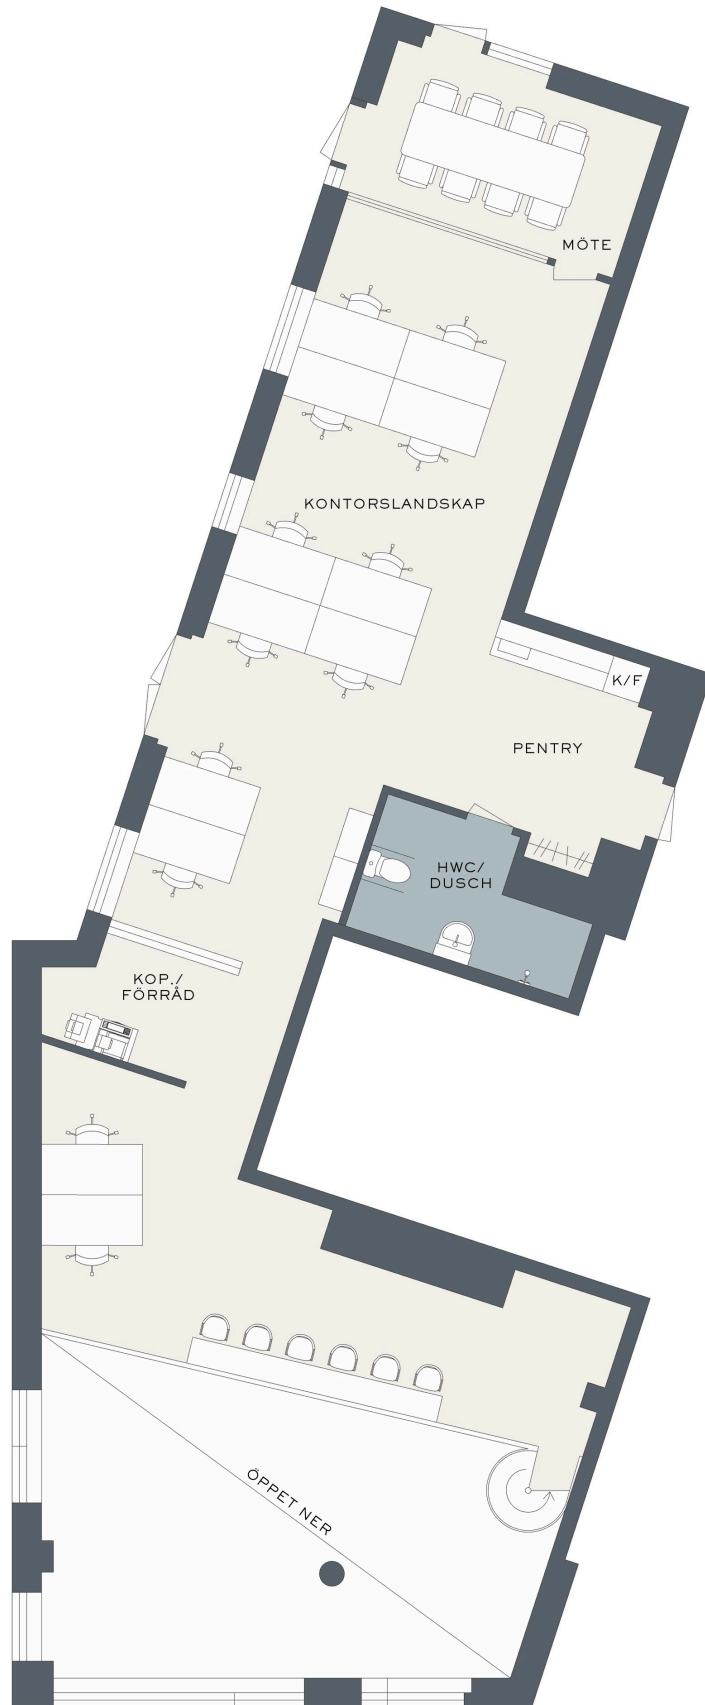 MÖTE
KONTORSLANDSKAP
K/F
PENTRY
HWC/
DUSCH
KOP./
FÖRRÅD
ÖPPET NER